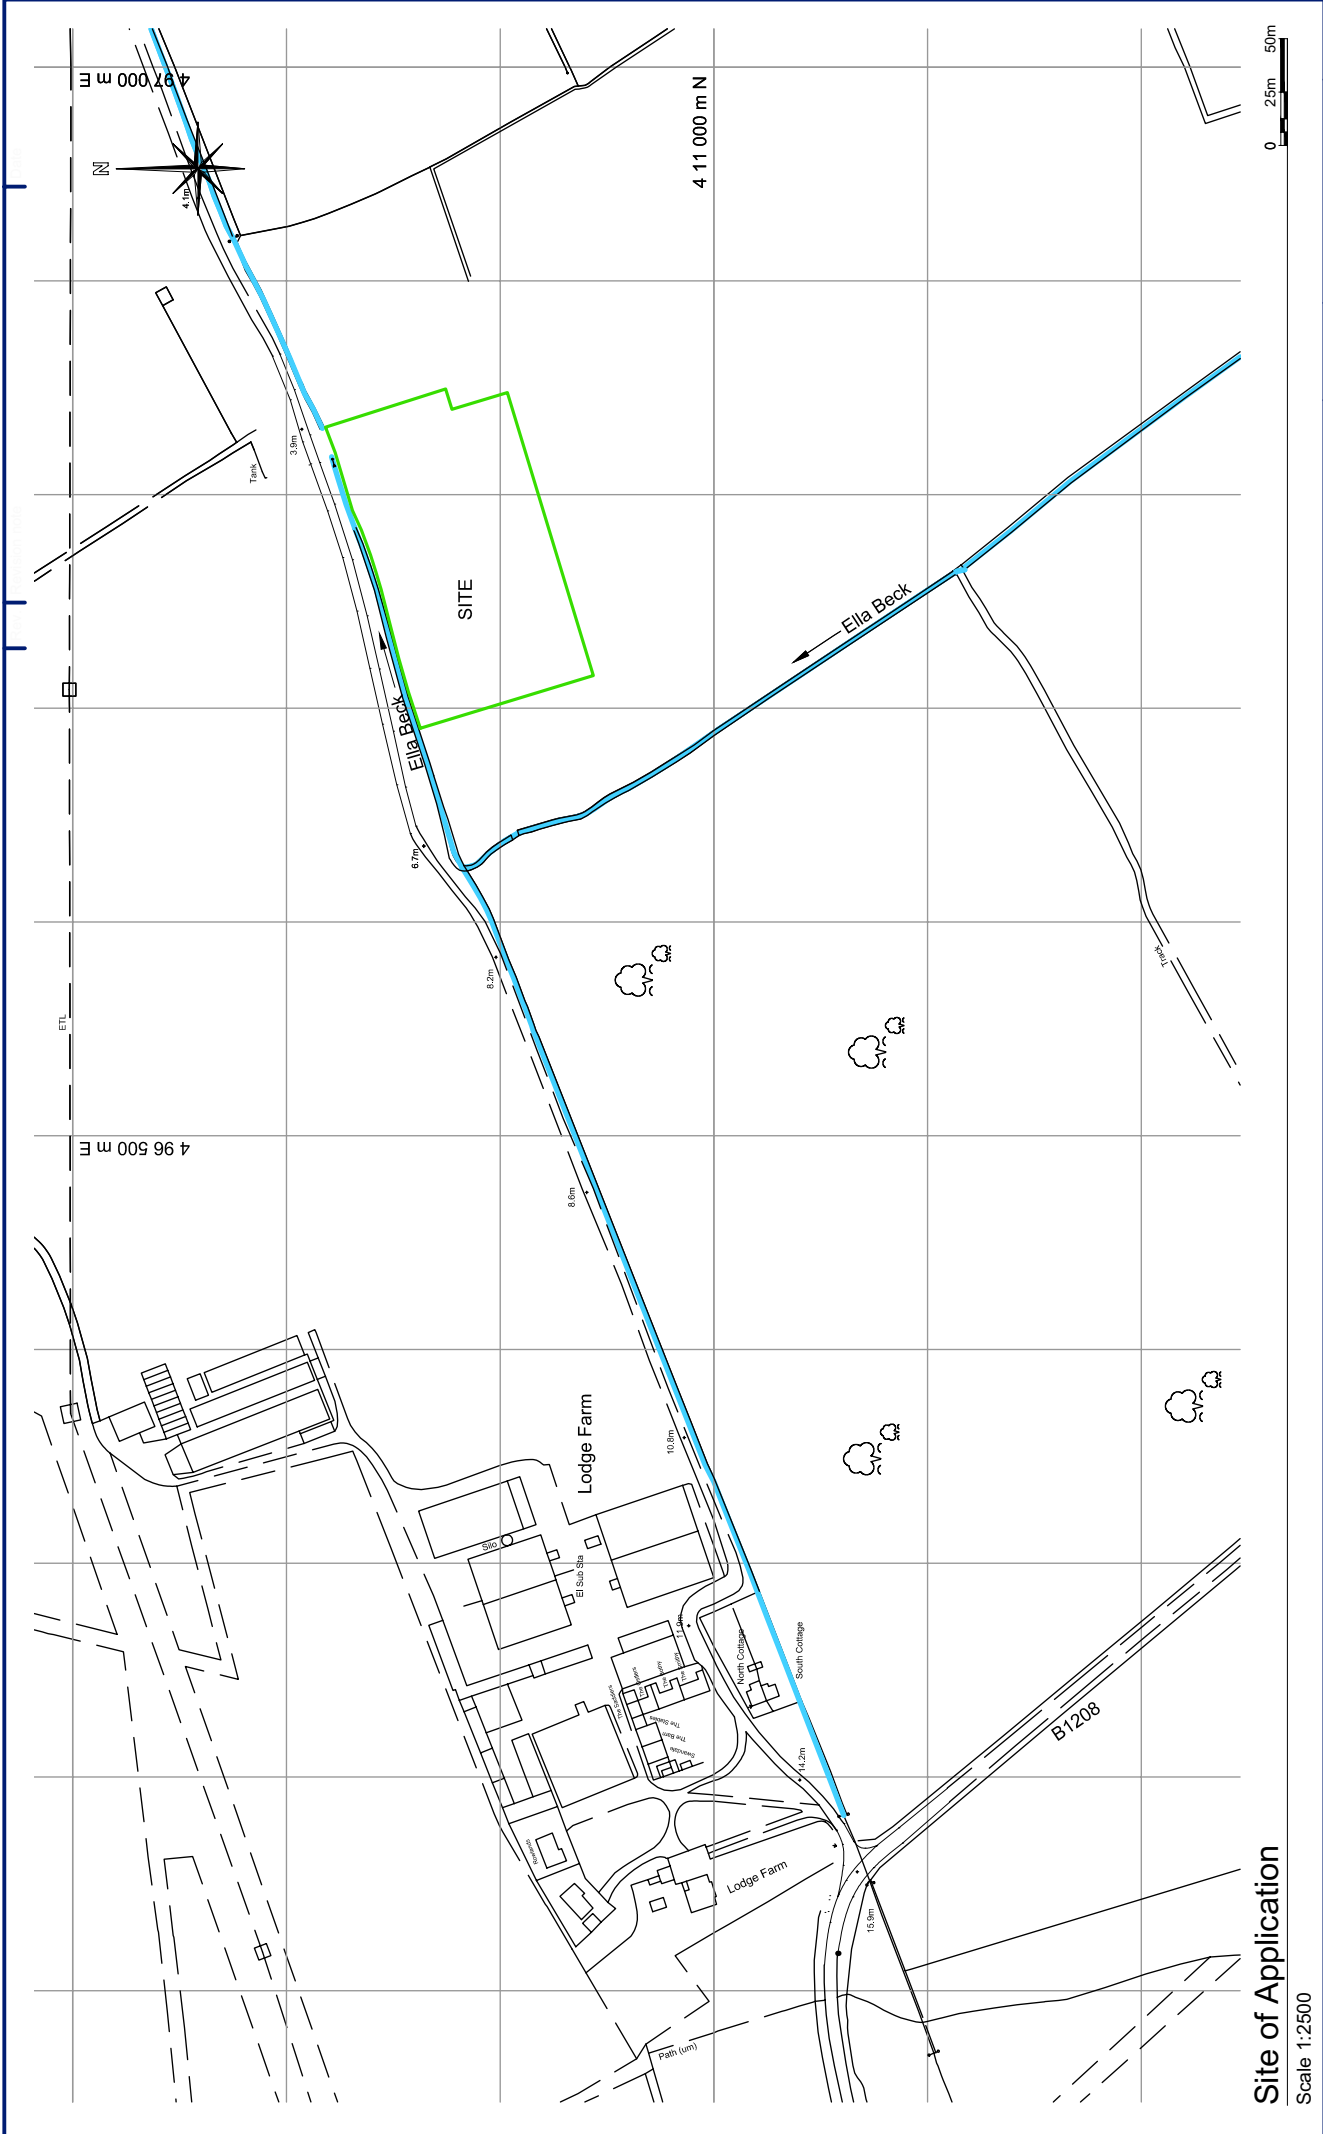 4 97 000 m E
N
4.1m
4 11 000 m N
0 25m 50m
3.9m
Tank
SITE
Ella Beck
Ella Beck
6.7m
8.2m
ETL
Track
4 96 500 m E
8.6m
10.8m
Lodge Farm
Silo
El Sub Sta
11.9m
North Cottage
South Cottage
The Stables
The Barn
Swandale
14.2m
B1208
Rowlands
Lodge Farm
15.9m
Path (um)
Site of Application
Scale 1:2500